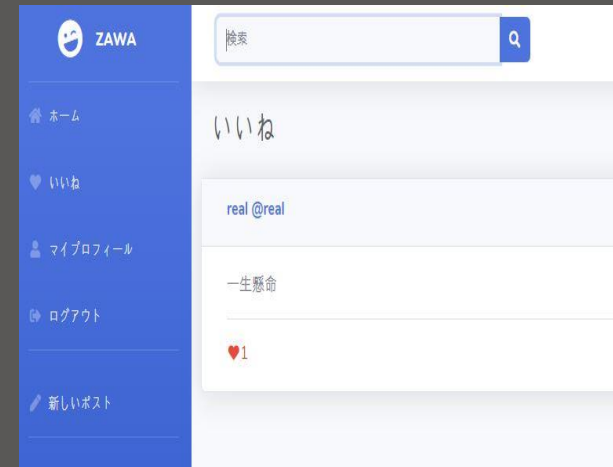 ZAWA
ホーム
いいね
マイプロフィール
ログアウト
新しいポスト
検索
いいね
real @real
一生懸命
1